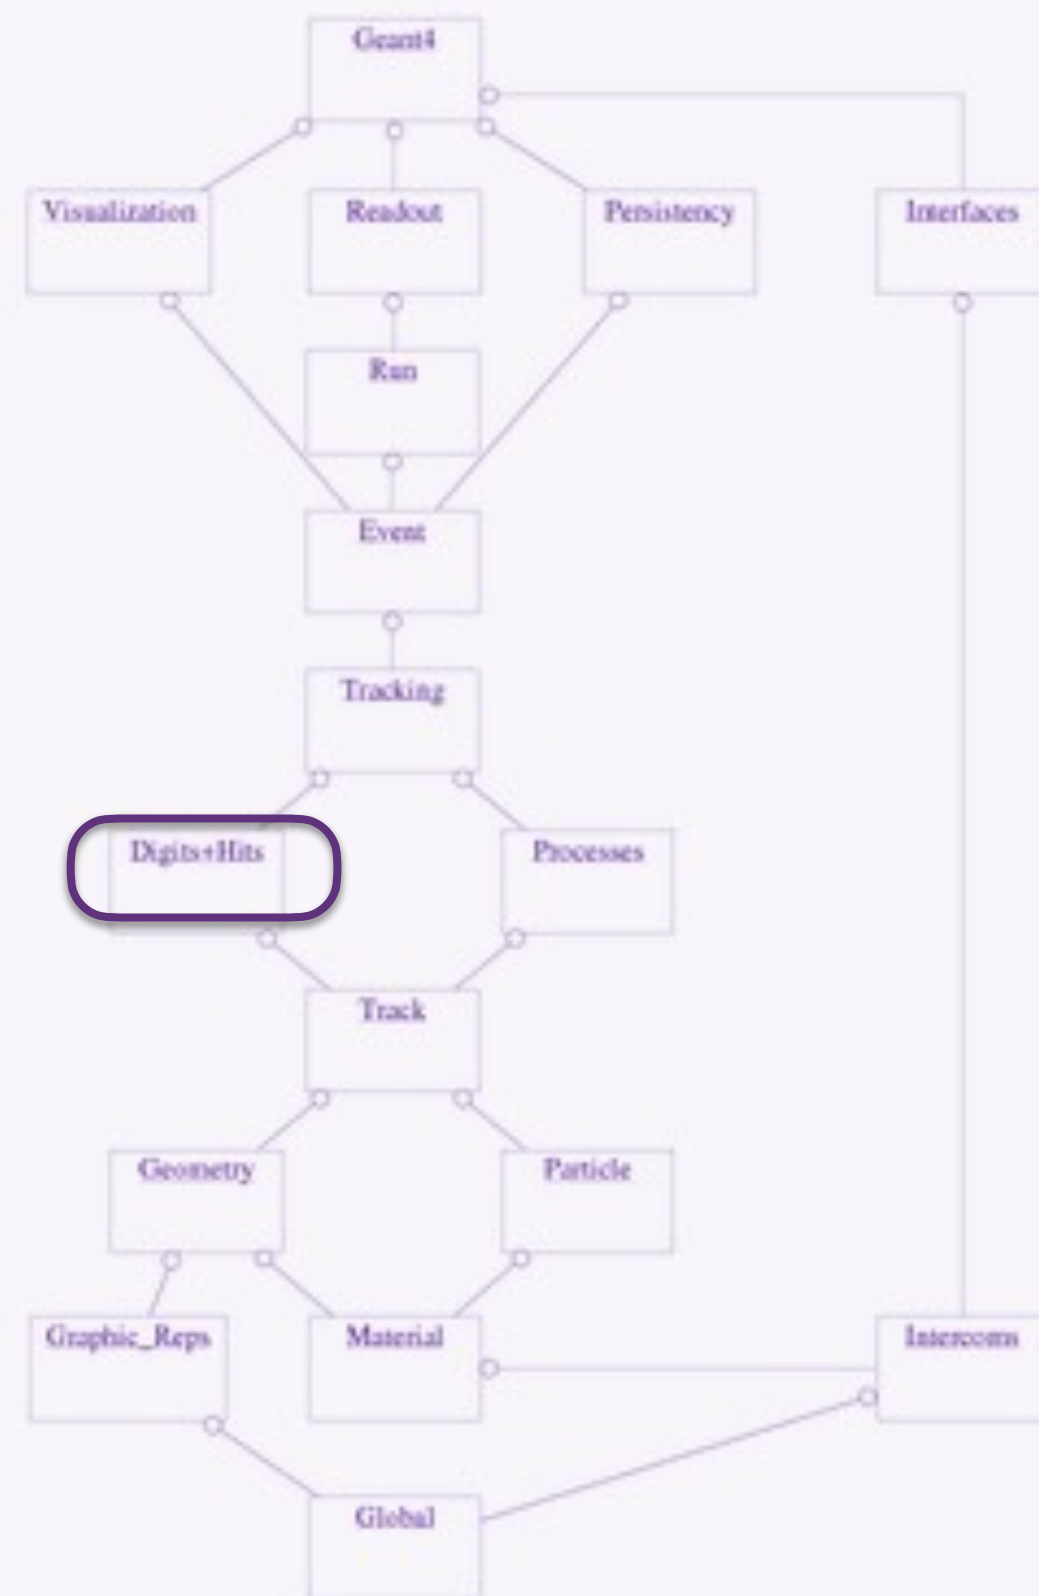 Geant4
Visualization
Readout
Persistency
Interfaces
Run
Event
Tracking
Digits+Hits
Processes
Track
Geometry
Particle
Graphic_Reps
Material
Intercoms
Global